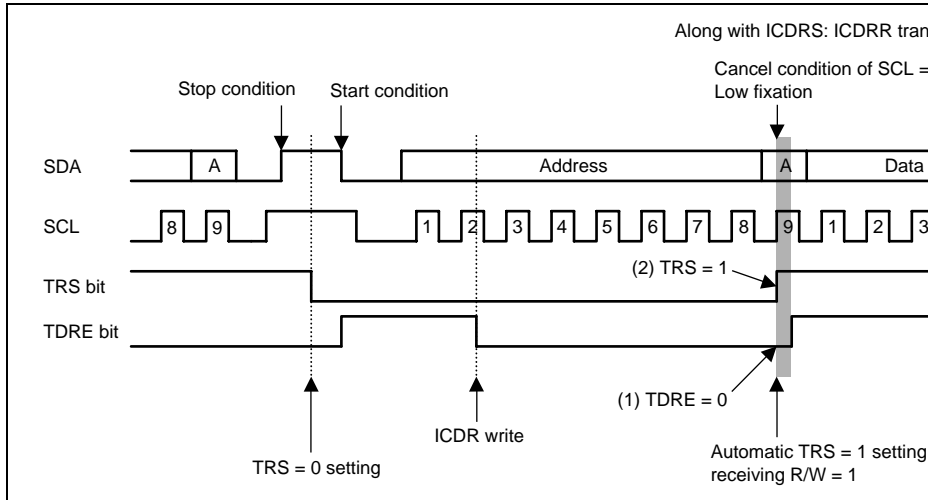 Along with ICDRS: ICDRR tran
Cancel condition of SCL =
Low fixation
Stop condition
Start condition
SDA
A
Address
A
Data
SCL
8 9 1 2 3 4 5 6 7 8 9 1 2 3
(2) TRS = 1
TRS bit
TDRE bit
(1) TDRE = 0
ICDR write
TRS = 0 setting
Automatic TRS = 1 setting
receiving R/W = 1